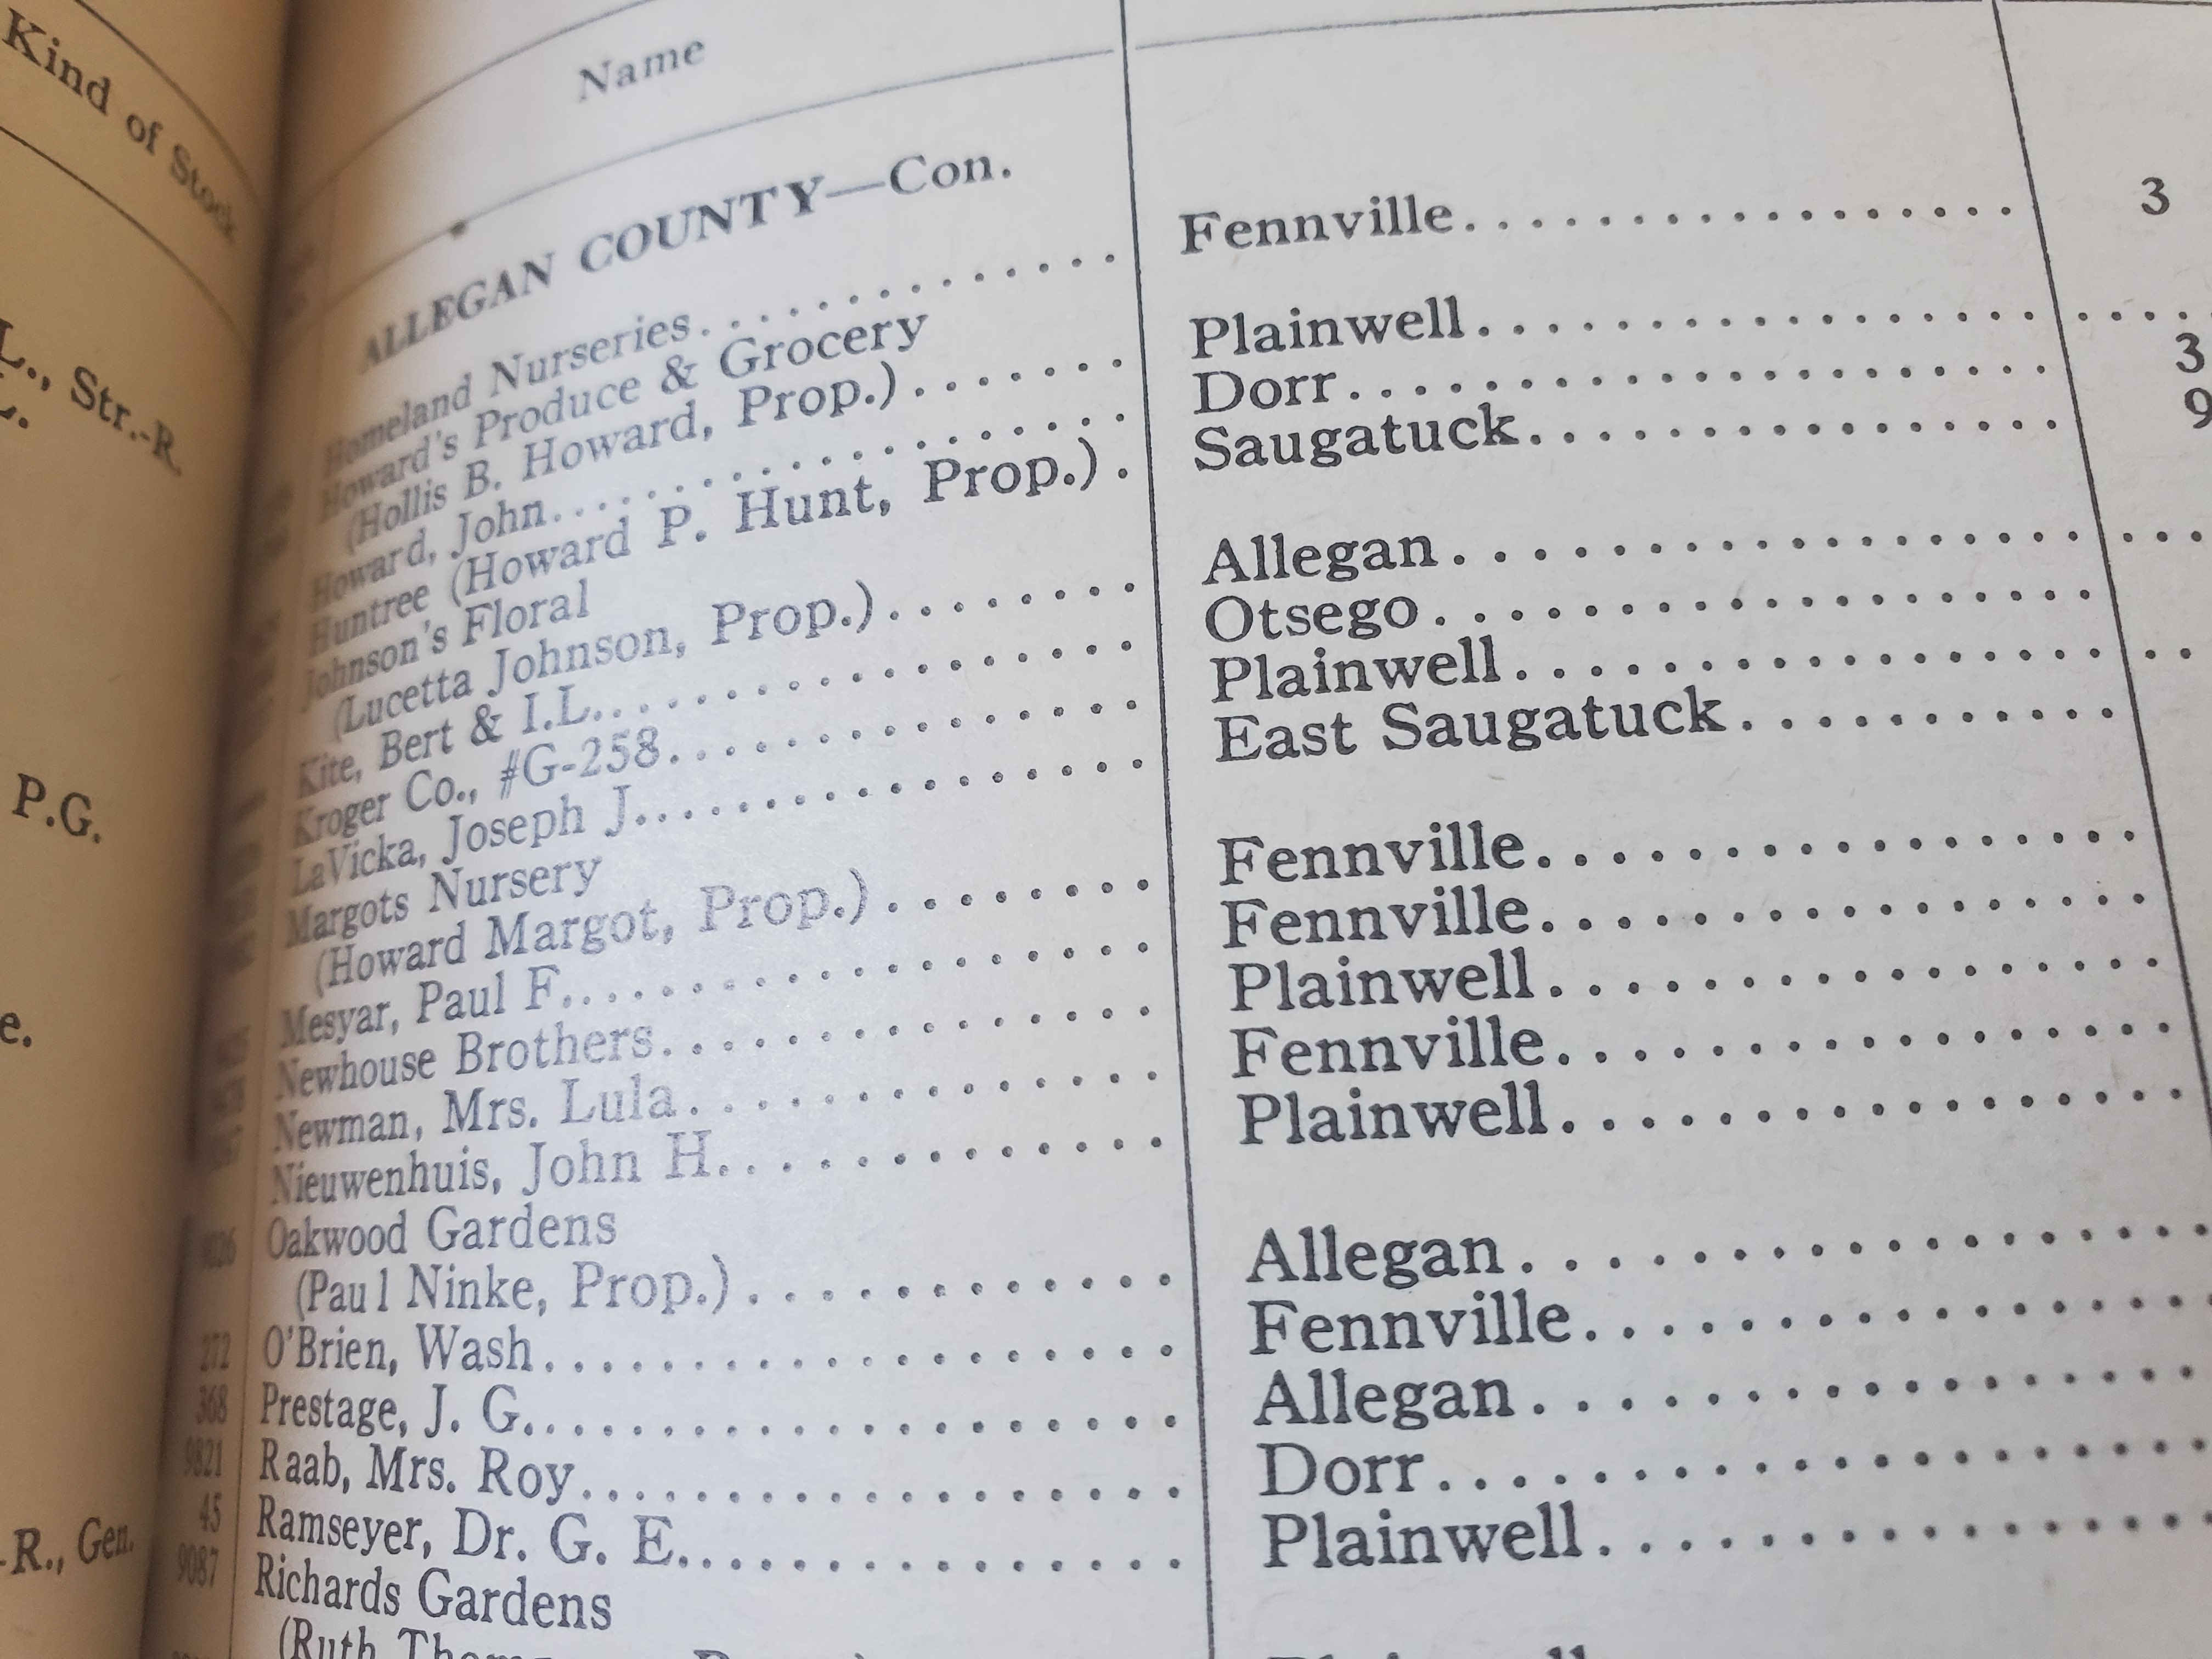 Kind of Stock
L., Str.-R.
P.G.
e.
-R., Gen.
Name
ALLEGAN COUNTY—Con.
Homeland Nurseries.................. Fennville.................. 3
Howard's Produce & Grocery
(Hollis B. Howard, Prop.)........ Plainwell..................
Howard, John.................. Dorr.................. 3
Huntree (Howard P. Hunt, Prop.). Saugatuck.................. 9
Johnson's Floral
(Lucetta Johnson, Prop.)........ Allegan..................
Kite, Bert & I.L................... Otsego..................
Kroger Co., #G-258.................. Plainwell..................
LaVicka, Joseph J................... East Saugatuck...........
Margots Nursery
(Howard Margot, Prop.)........ Fennville..................
Mesyar, Paul F................... Fennville..................
Newhouse Brothers.................. Plainwell..................
Newman, Mrs. Lula.................. Fennville..................
Nieuwenhuis, John H............... Plainwell..................
Oakwood Gardens
(Paul Ninke, Prop.)............ Allegan..................
272 O'Brien, Wash.................. Fennville..................
368 Prestage, J. G................... Allegan..................
9821 Raab, Mrs. Roy.................. Dorr..................
45 Ramseyer, Dr. G. E............... Plainwell..................
9087 Richards Gardens
(Ruth